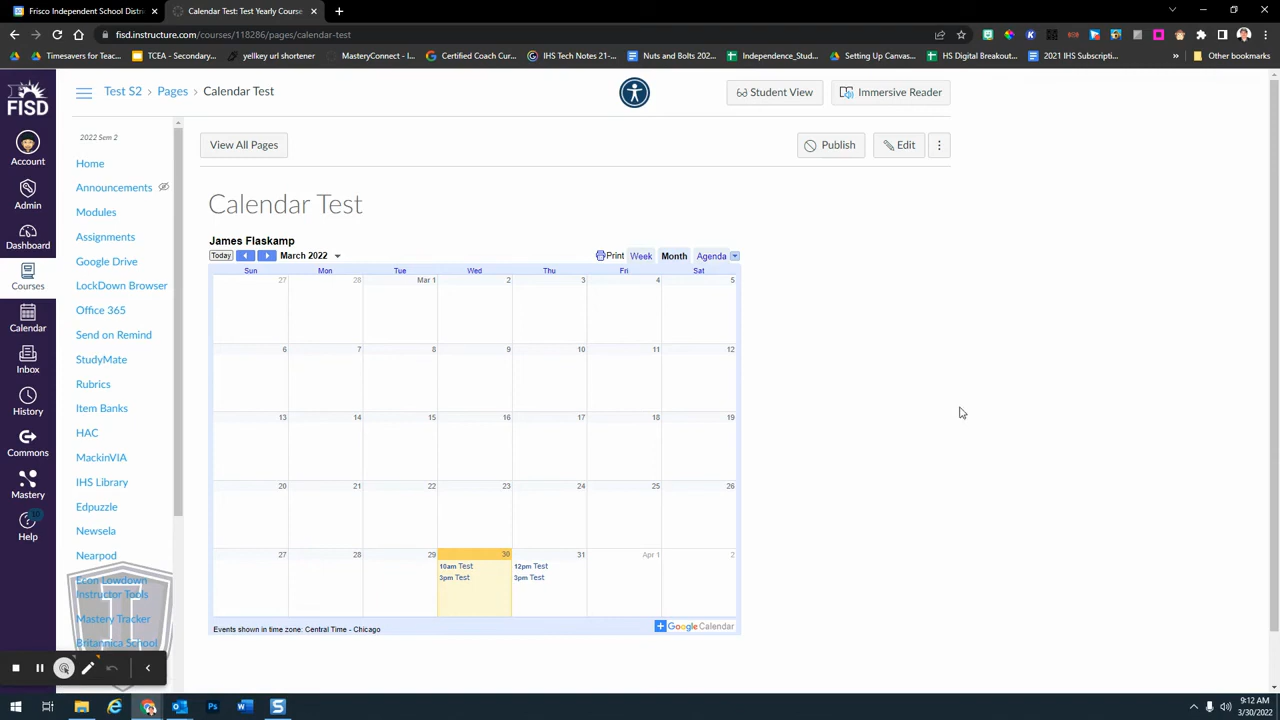 Frisco Independent School Distri
Calendar Test: Test Yearly Course
fisd.instructure.com/courses/118286/pages/calendar-test
Timesavers for Teac...
TCEA - Secondary...
yellkey url shortener
MasteryConnect - I...
Certified Coach Cur...
IHS Tech Notes 21-...
Nuts and Bolts 202...
Independent_Stud...
Setting Up Canvas...
HS Digital Breakout...
2021 IHS Subscripti...
Other bookmarks
FISD
Account
Admin
Dashboard
Courses
Calendar
Inbox
History
Commons
Mastery
10
Help
Test S2 > Pages > Calendar Test
Student View
Immersive Reader
2022 Sem 2
Home
Announcements
Modules
Assignments
Google Drive
LockDown Browser
Office 365
Send on Remind
StudyMate
Rubrics
Item Banks
HAC
MackinVIA
IHS Library
Edpuzzle
Newsela
Nearpod
Econ Lowdown
Instructor Tools
Mastery Tracker
Britannica School
View All Pages
Publish
Edit
Calendar Test
James Flaskamp
Today March 2022 Print Week Month Agenda
Sun Mon Tue Wed Thu Fri Sat
27 28 Mar 1 2 3 4 5
6 7 8 9 10 11 12
13 14 15 16 17 18 19
20 21 22 23 24 25 26
27 28 29 30 31 Apr 1 2
10am Test 12pm Test
3pm Test 3pm Test
Events shown in time zone: Central Time - Chicago
Google Calendar
9:12 AM
3/30/2022